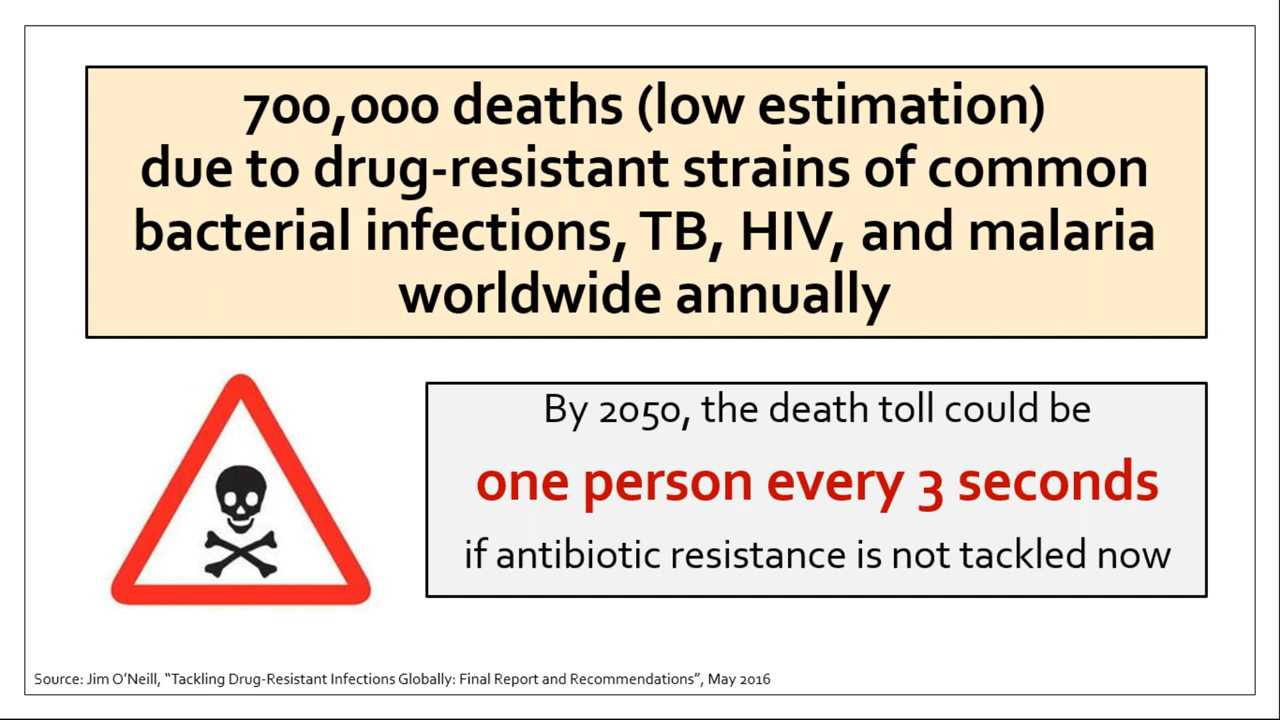 700,000 deaths (low estimation)
due to drug-resistant strains of common
bacterial infections, TB, HIV, and malaria
worldwide annually
By 2050, the death toll could be
one person every 3 seconds
if antibiotic resistance is not tackled now
Source: Jim O’Neill, “Tackling Drug-Resistant Infections Globally: Final Report and Recommendations”, May 2016